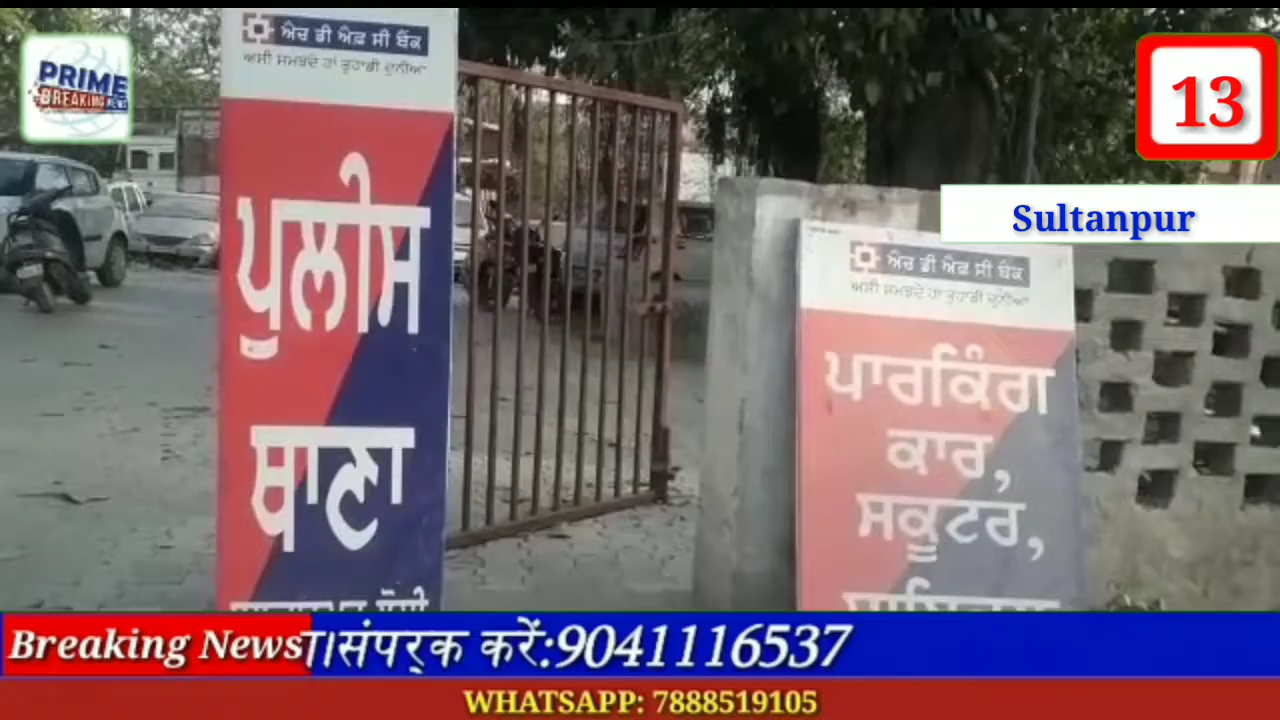 PRIME
BREAKING NEWS
ਐਚ ਡੀ ਐਫ਼ ਸੀ ਬੈਂਕ
ਅਸੀ ਸਮਝਦੇ ਹਾਂ ਤੁਹਾਡੀ ਦੁਨੀਆ
ਪੁਲੀਸ
ਥਾਣਾ
13
Sultanpur
ਐਚ ਡੀ ਐਫ਼ ਸੀ ਬੈਂਕ
ਅਸੀ ਸਮਝਦੇ ਹਾਂ ਤੁਹਾਡੀ ਦੁਨੀਆ
ਪਾਰਕਿੰਗ
ਕਾਰ,
ਸਕੂਟਰ,
Breaking News
संपर्क करें:9041116537
WHATSAPP: 7888519105